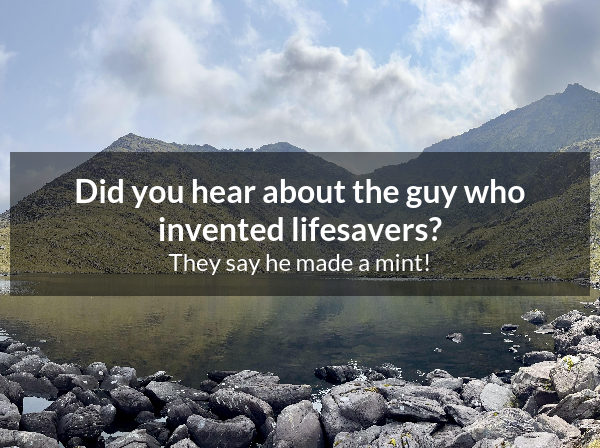 Did you hear about the guy who
invented lifesavers?
They say he made a mint!